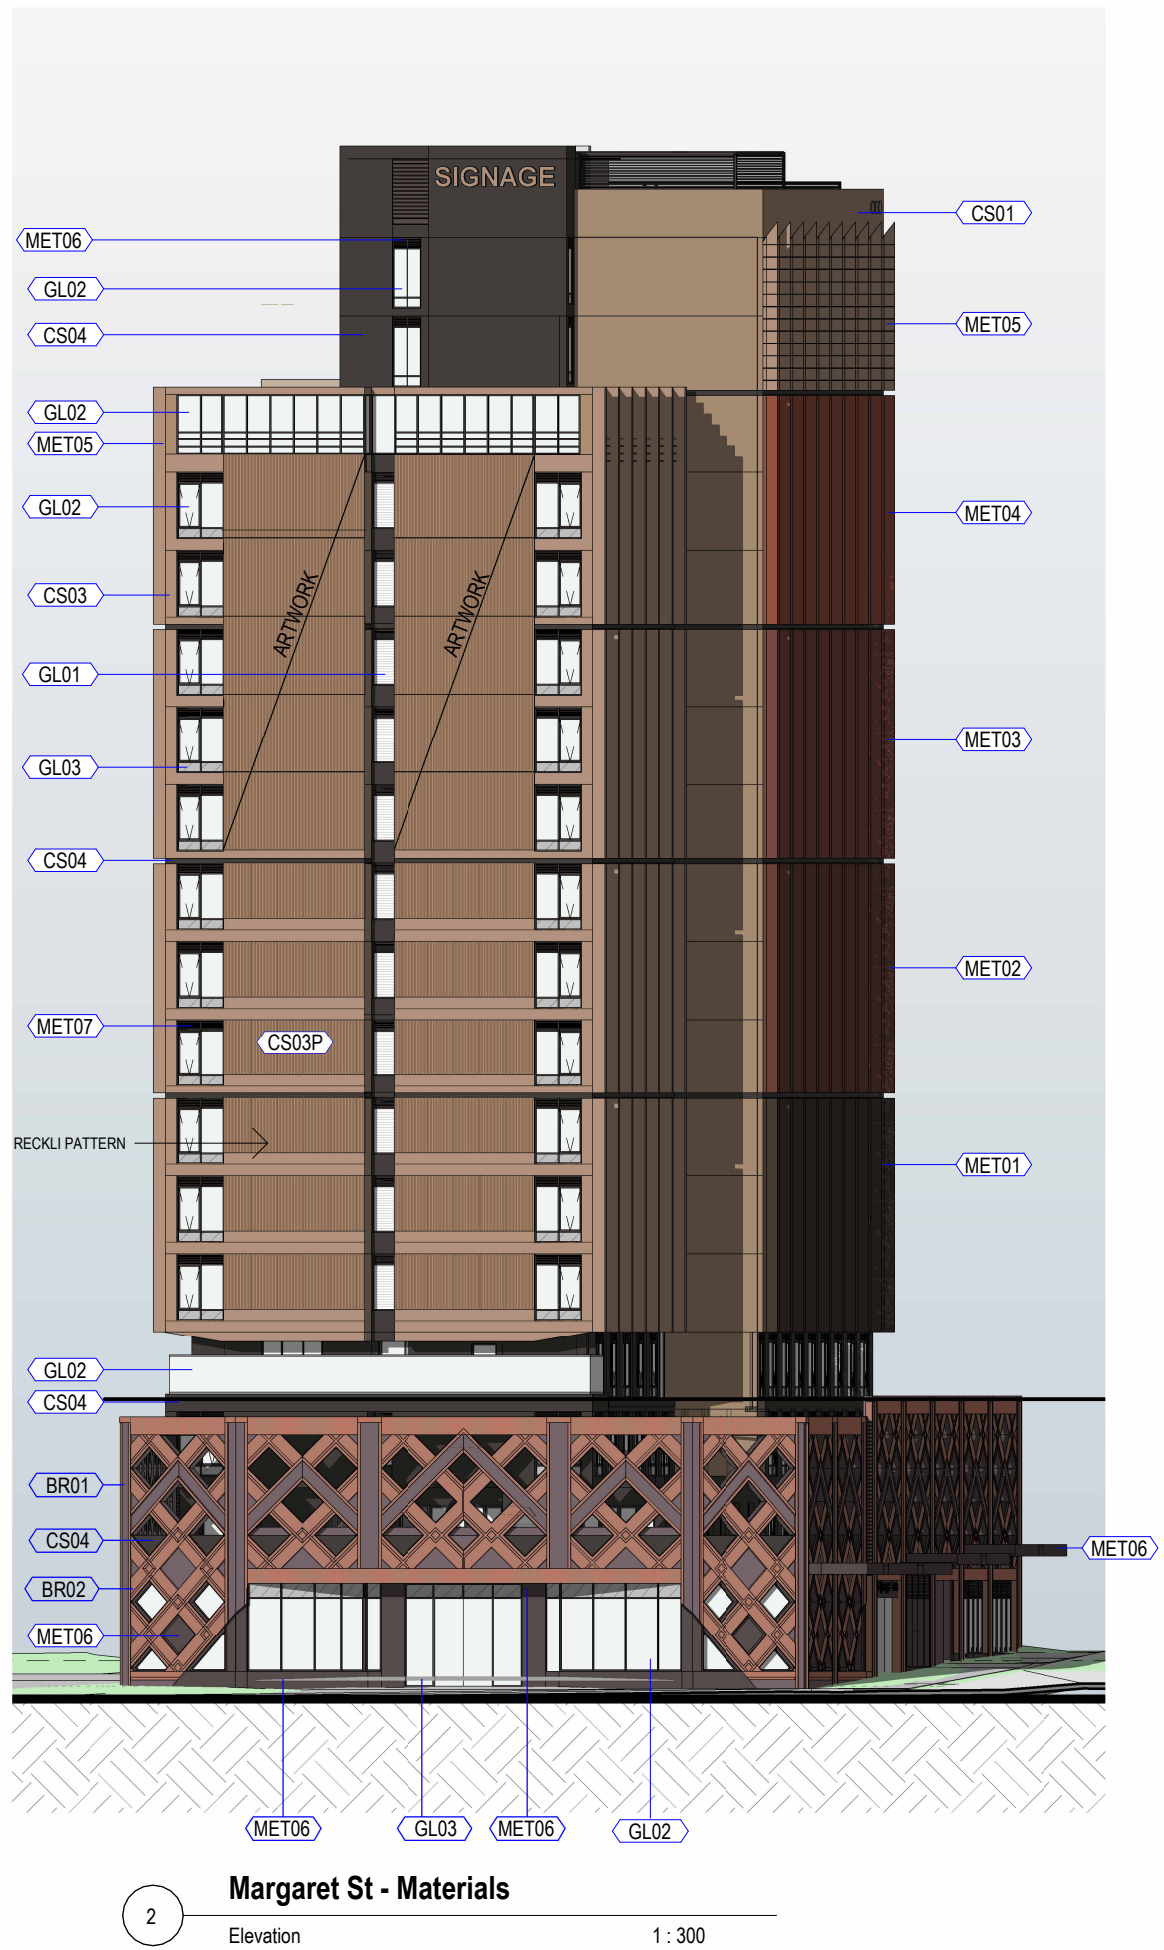 SIGNAGE
CS01
MET06
GL02
MET05
CS04
GL02
MET05
GL02
MET04
ARTWORK
ARTWORK
CS03
GL01
MET03
GL03
CS04
MET02
MET07
CS03P
RECKLI PATTERN
MET01
GL02
CS04
BR01
CS04
MET06
BR02
MET06
MET06
GL03
MET06
GL02
Margaret St - Materials
2
Elevation
1 : 300